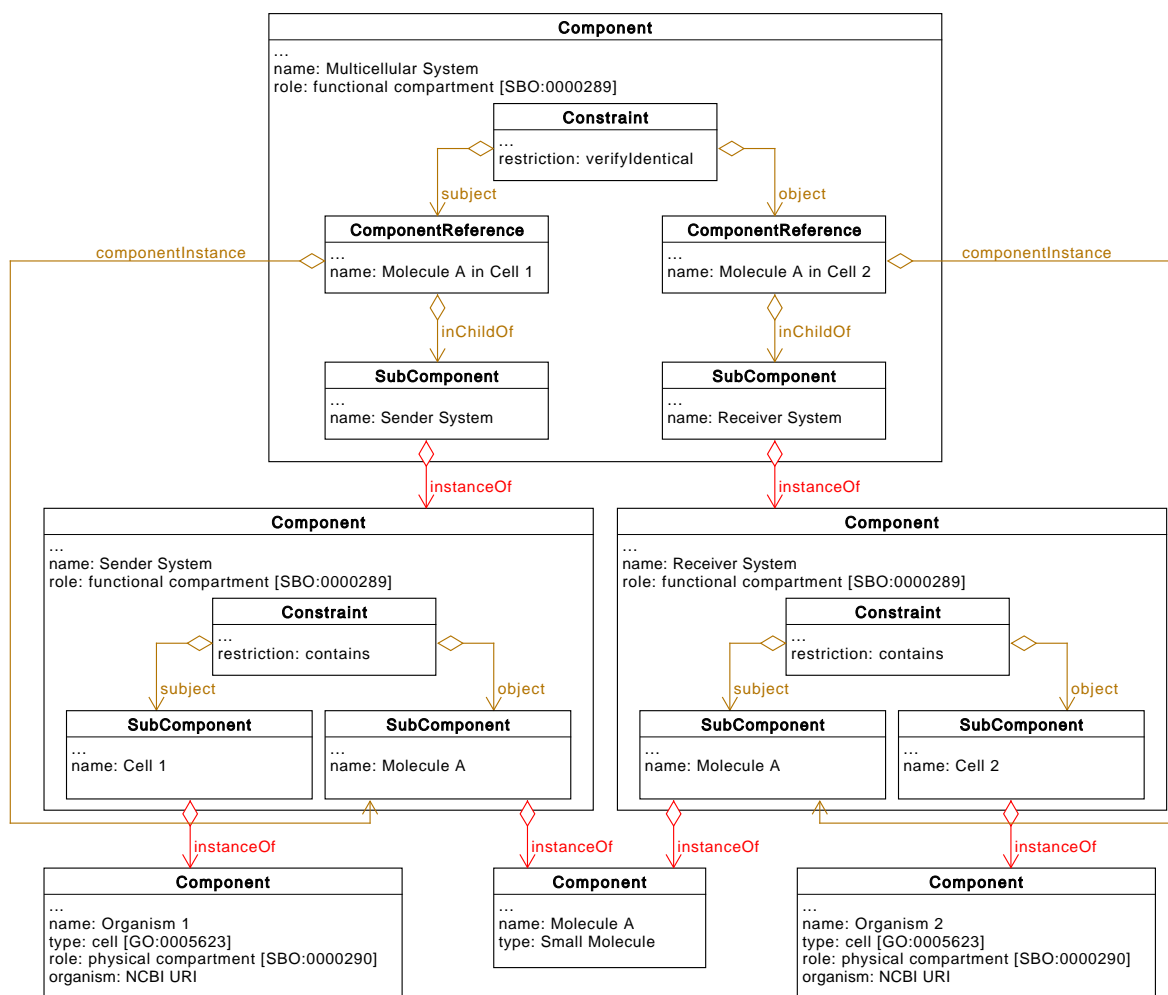 Component
...
name: Multicellular System
role: functional compartment [SBO:0000289]
Constraint
...
restriction: verifyIdentical
subject
object
ComponentReference
...
name: Molecule A in Cell 1
ComponentReference
...
name: Molecule A in Cell 2
componentInstance
componentInstance
inChildOf
inChildOf
SubComponent
...
name: Sender System
SubComponent
...
name: Receiver System
instanceOf
instanceOf
Component
...
name: Sender System
role: functional compartment [SBO:0000289]
Constraint
...
restriction: contains
subject
object
SubComponent
...
name: Cell 1
SubComponent
...
name: Molecule A
Component
...
name: Receiver System
role: functional compartment [SBO:0000289]
Constraint
...
restriction: contains
subject
object
SubComponent
...
name: Molecule A
SubComponent
...
name: Cell 2
instanceOf
instanceOf
instanceOf
instanceOf
Component
...
name: Organism 1
type: cell [GO:0005623]
role: physical compartment [SBO:0000290]
organism: NCBI URI
Component
...
name: Molecule A
type: Small Molecule
Component
...
name: Organism 2
type: cell [GO:0005623]
role: physical compartment [SBO:0000290]
organism: NCBI URI